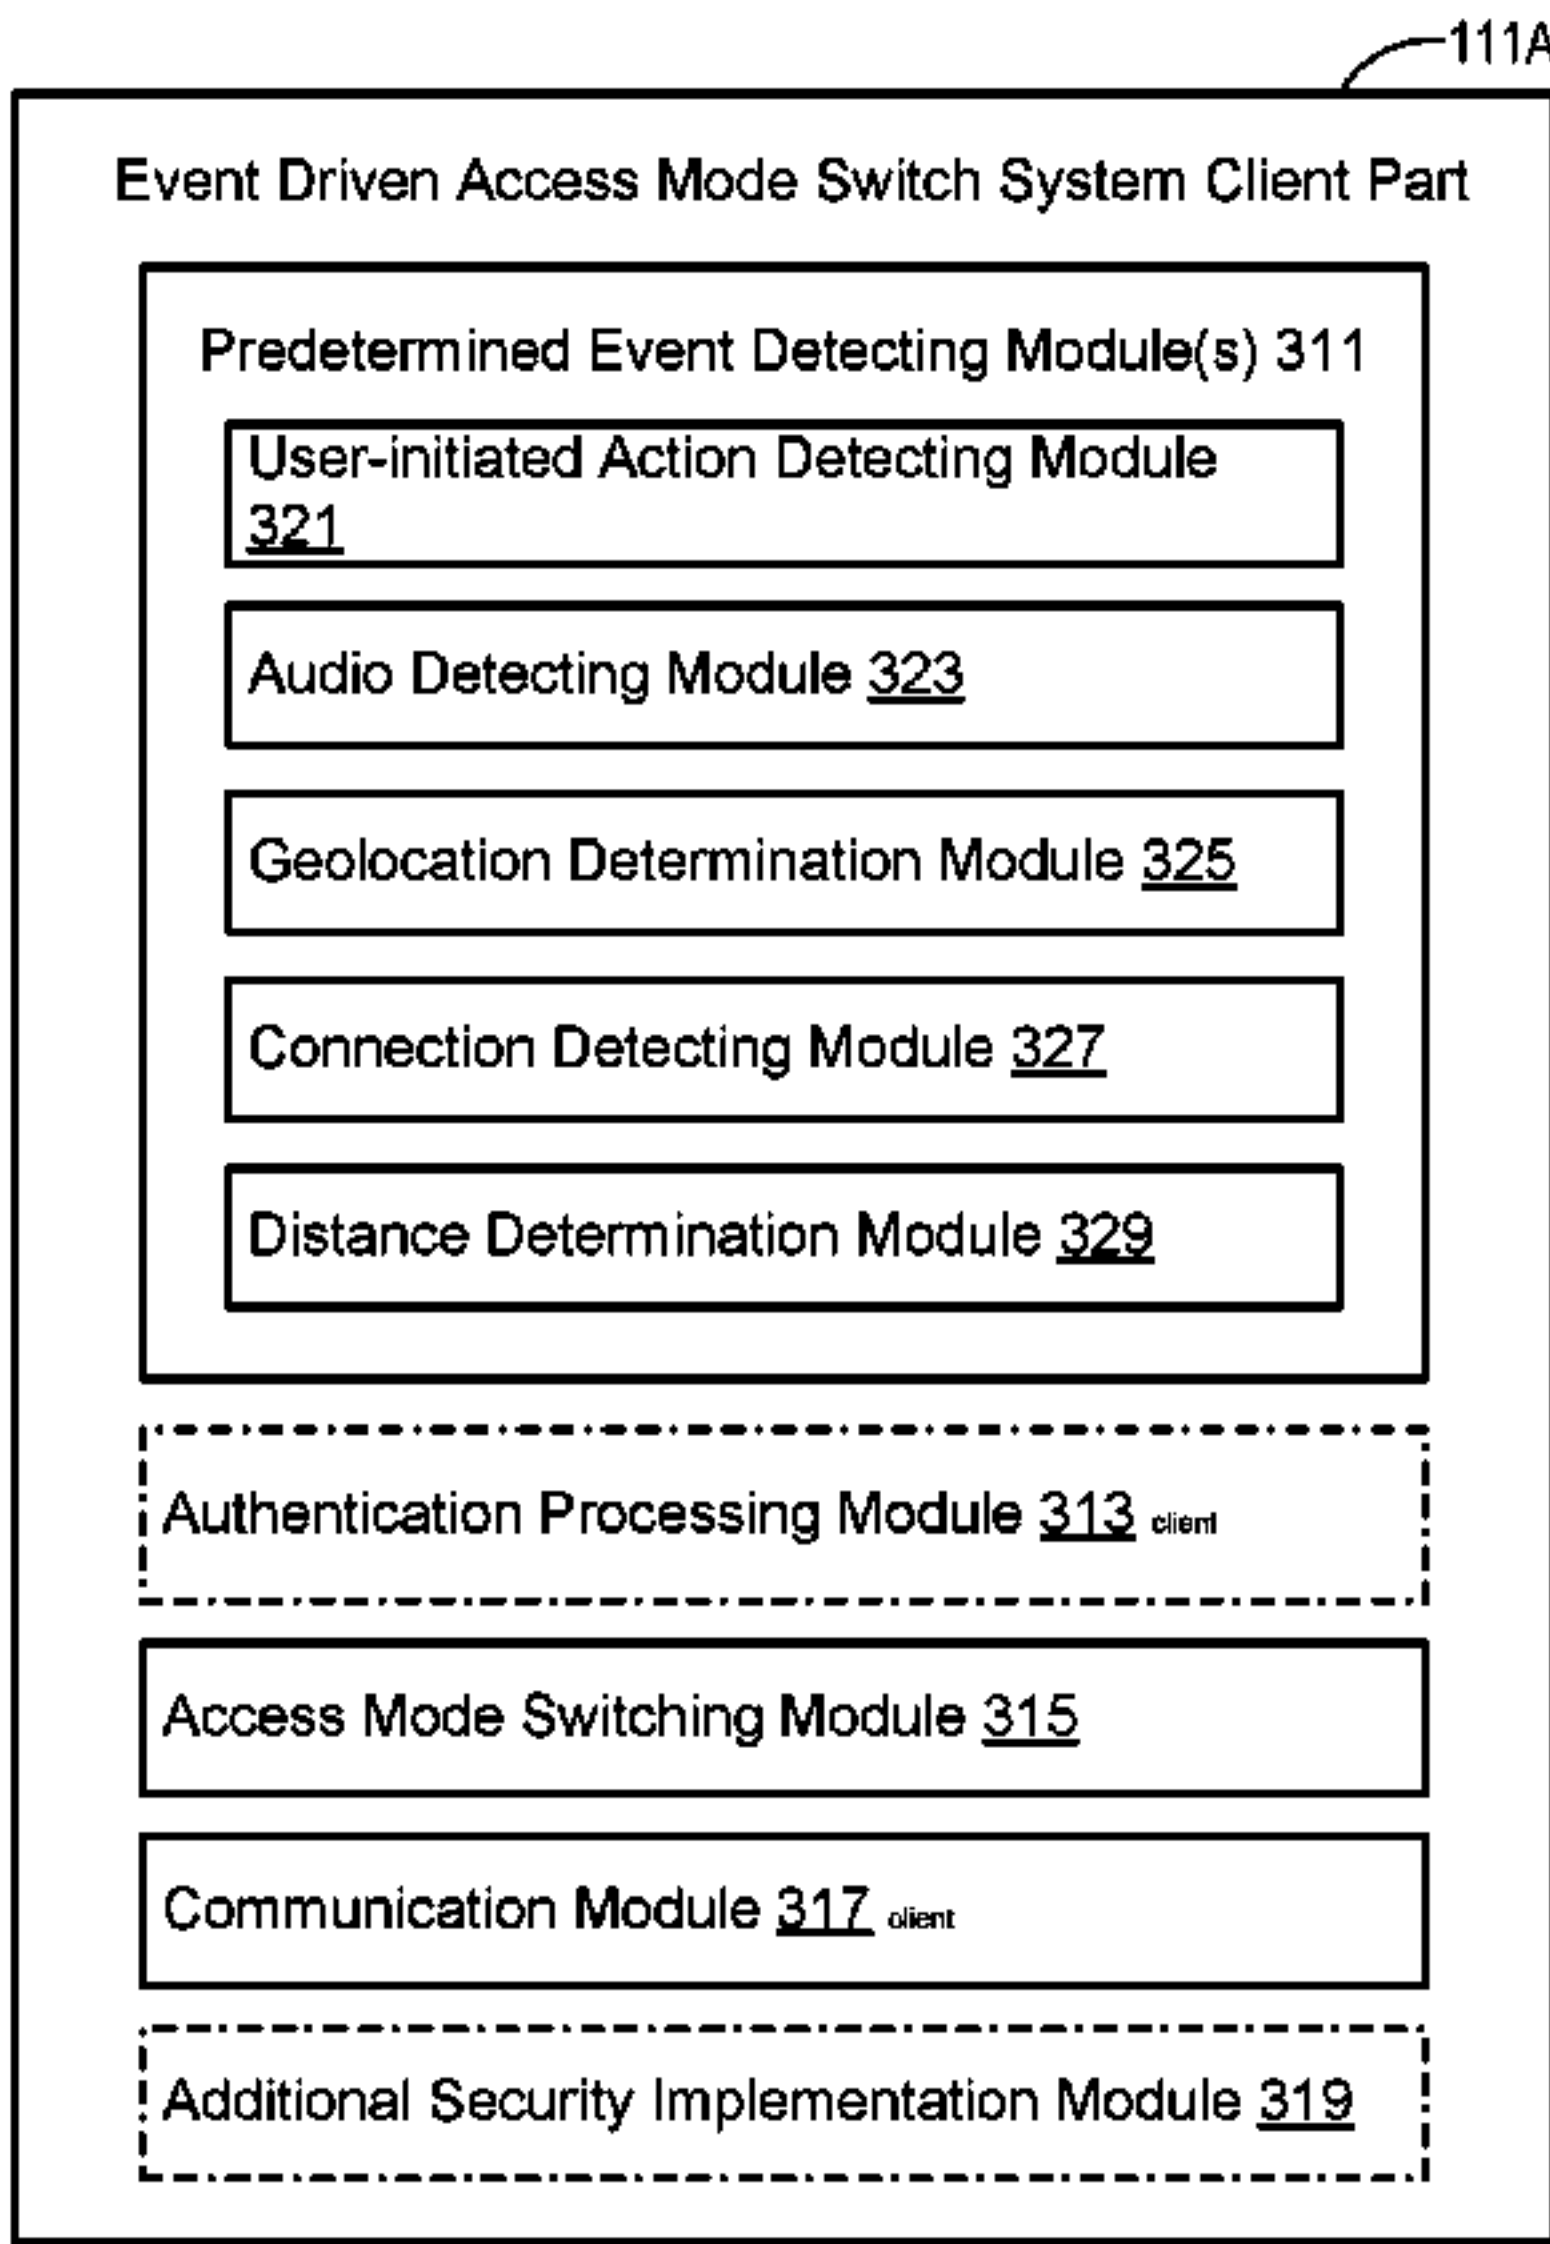 111A
Event Driven Access Mode Switch System Client Part
Predetermined Event Detecting Module(s) 311
User-initiated Action Detecting Module
321
Audio Detecting Module 323
Geolocation Determination Module 325
Connection Detecting Module 327
Distance Determination Module 329
Authentication Processing Module 313 client
Access Mode Switching Module 315
Communication Module 317 client
Additional Security Implementation Module 319